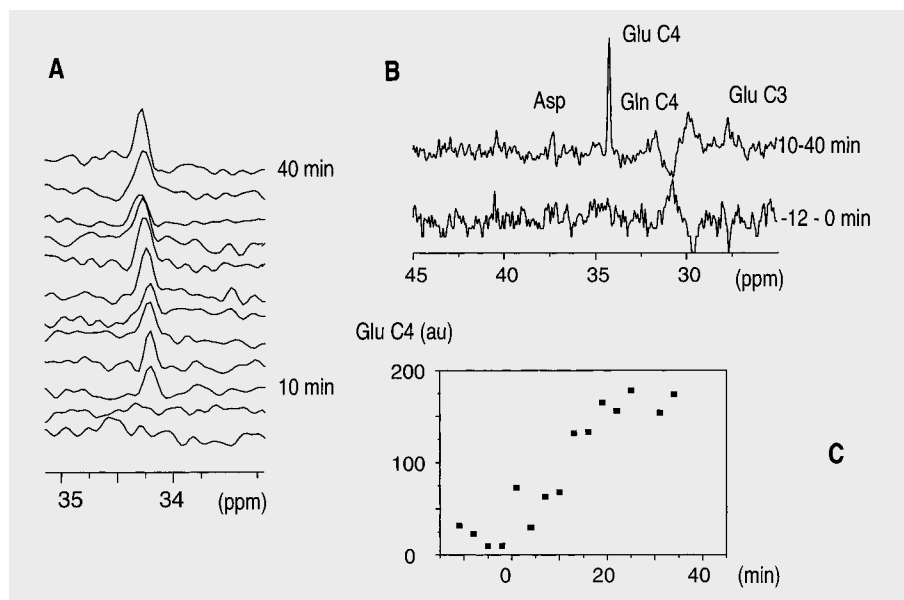 A
40 min
10 min
35 34 (ppm)
B
Glu C4
Asp Gln C4 Glu C3
10-40 min
-12 - 0 min
45 40 35 30 (ppm)
Glu C4 (au)
200
100
0
0 20 40 (min)
C